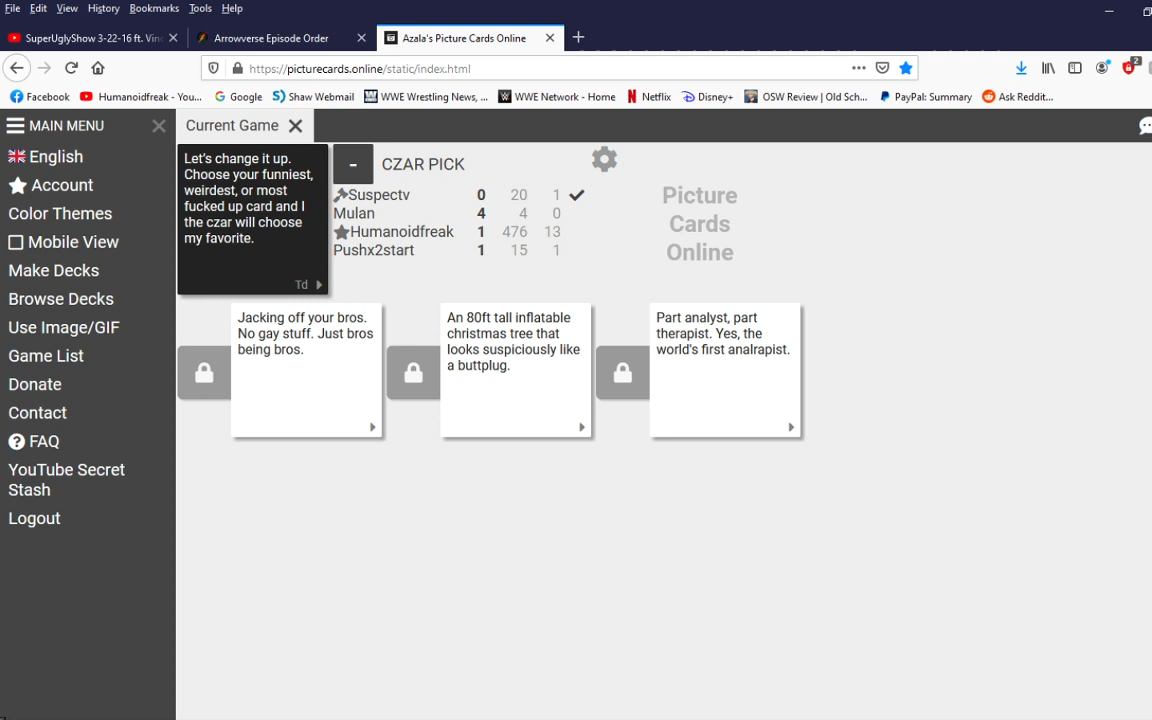 File Edit View History Bookmarks Tools Help
SuperUglyShow 3-22-16 ft. Vin
Arrowverse Episode Order
Azala's Picture Cards Online
https://picturecards.online/static/index.html
2
Facebook
Humanoidfreak - You...
Google
Shaw Webmail
WWE Wrestling News, ...
WWE Network - Home
Netflix
Disney+
OSW Review | Old Sch...
PayPal: Summary
Ask Reddit...
MAIN MENU
English
Account
Color Themes
Mobile View
Make Decks
Browse Decks
Use Image/GIF
Game List
Donate
Contact
FAQ
YouTube Secret
Stash
Logout
Current Game
Let's change it up.
Choose your funniest,
weirdest, or most
fucked up card and I
the czar will choose
my favorite.
Td
-
CZAR PICK
Suspectv 0 20 1
Mulan 4 4 0
Humanoidfreak 1 476 13
Pushx2start 1 15 1
Picture
Cards
Online
Jacking off your bros.
No gay stuff. Just bros
being bros.
An 80ft tall inflatable
christmas tree that
looks suspiciously like
a buttplug.
Part analyst, part
therapist. Yes, the
world's first analrapist.